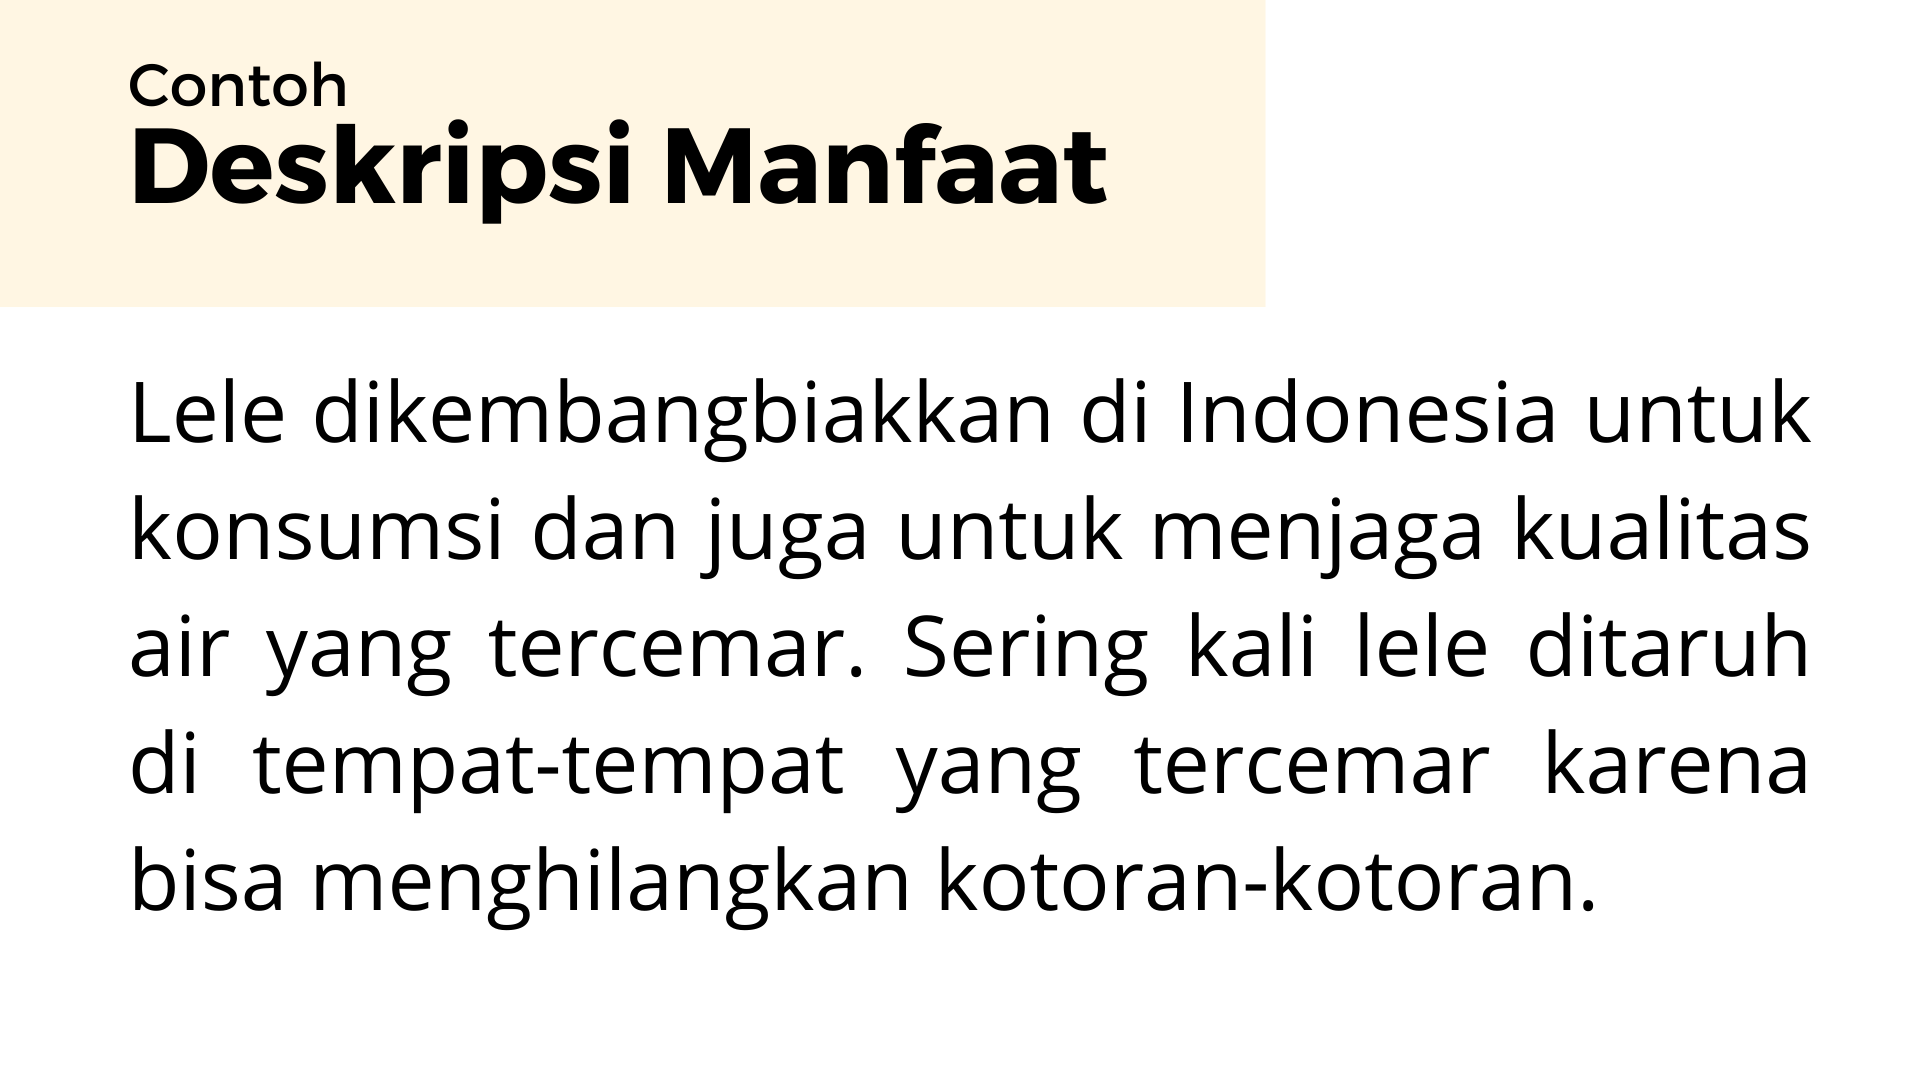 Contoh
Deskripsi Manfaat
Lele dikembangbiakkan di Indonesia untuk
konsumsi dan juga untuk menjaga kualitas
air yang tercemar. Sering kali lele ditaruh
di tempat-tempat yang tercemar karena
bisa menghilangkan kotoran-kotoran.